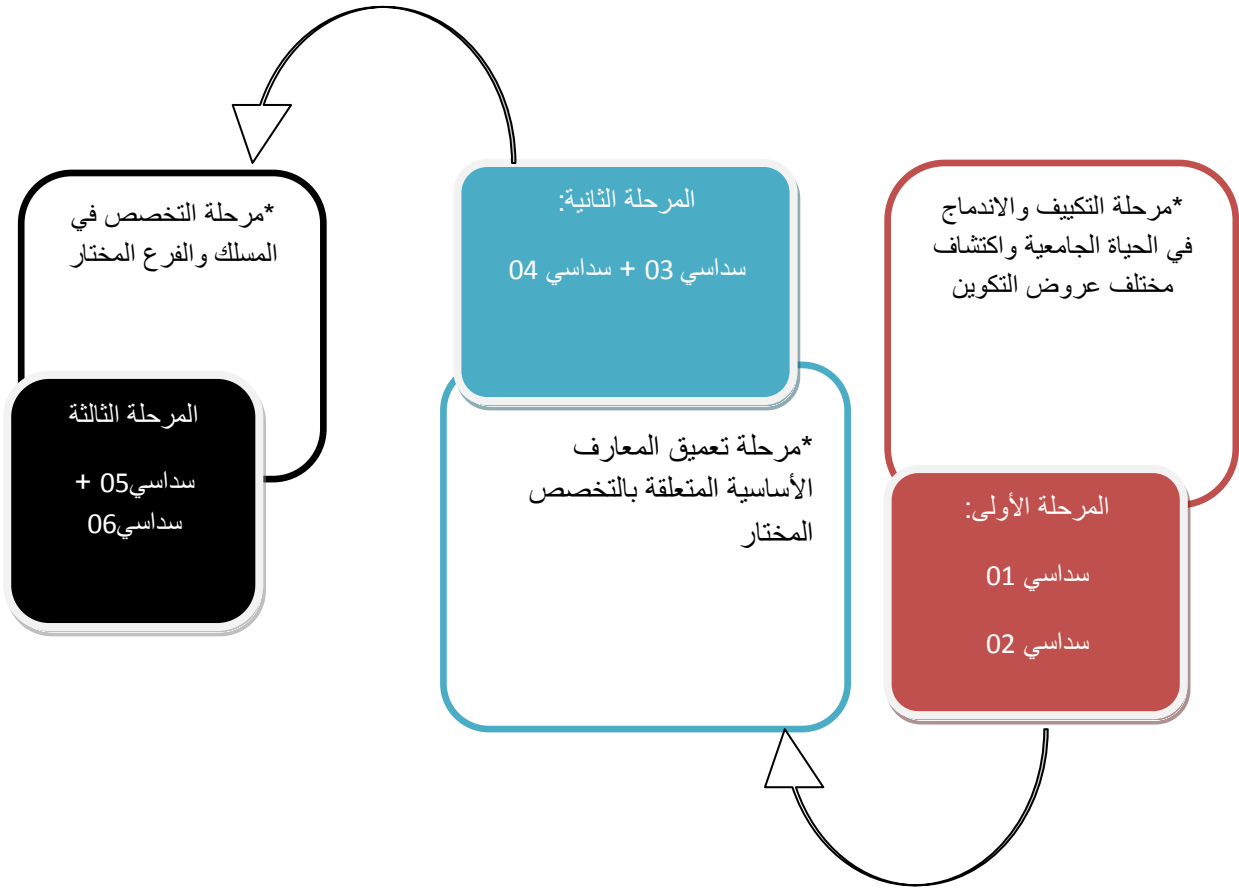 *مرحلة التكييف والاندماج
في الحياة الجامعية واكتشاف
مختلف عروض التكوين
المرحلة الأولى:
سداسي 01
سداسي 02
المرحلة الثانية:
سداسي 03 + سداسي 04
*مرحلة تعميق المعارف
الأساسية المتعلقة بالتخصص
المختار
*مرحلة التخصص في
المسلك والفرع المختار
المرحلة الثالثة
سداسي05 +
سداسي06